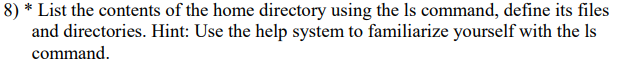 8) * List the contents of the home directory using the ls command, define its files
and directories. Hint: Use the help system to familiarize yourself with the ls
command.